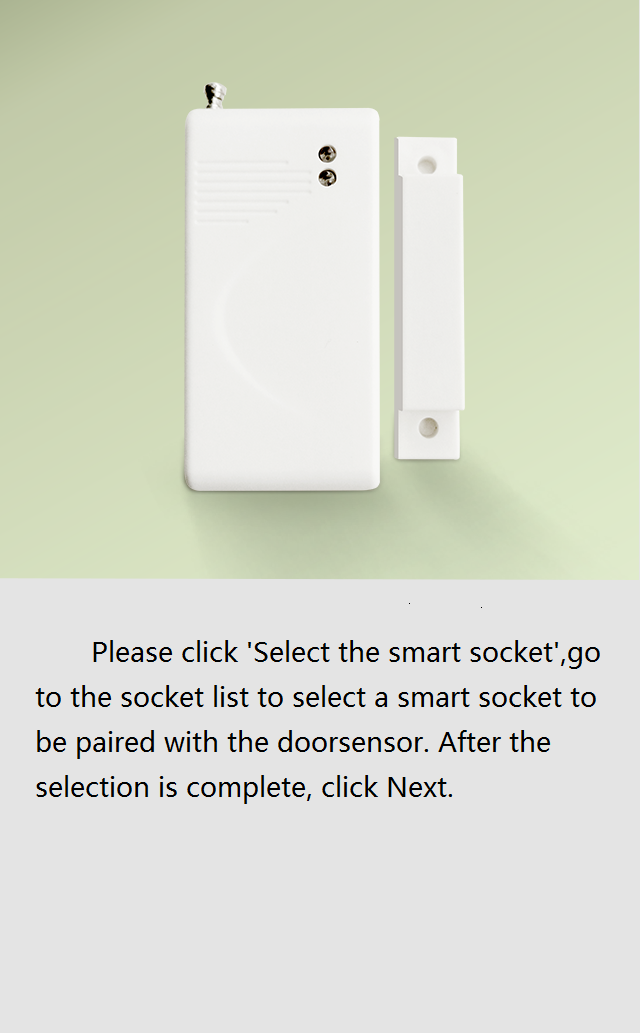 Please click 'Select the smart socket',go
to the socket list to select a smart socket to
be paired with the doorsensor. After the
selection is complete, click Next.